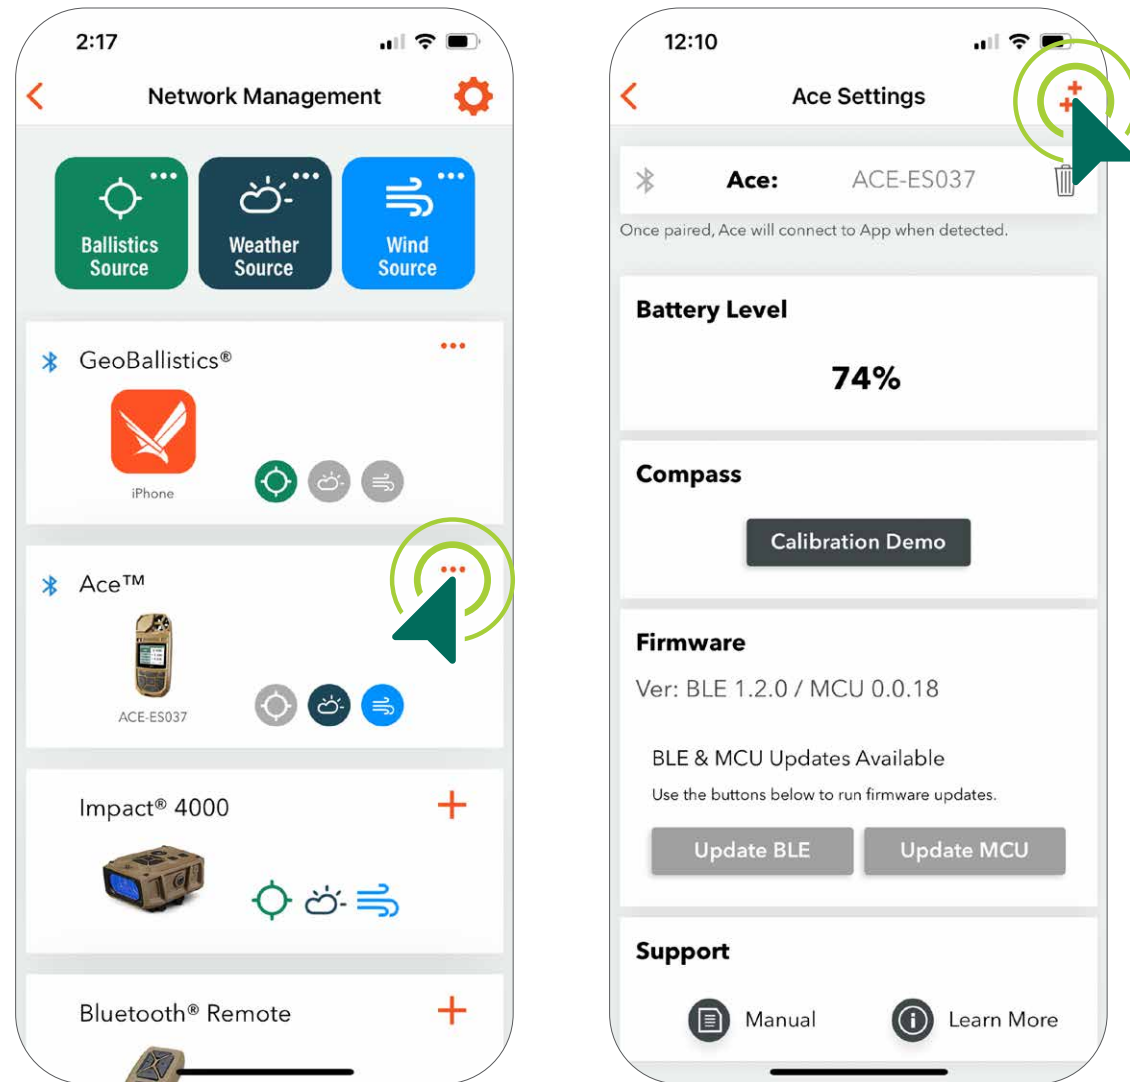 2:17
Network Management
Ballistics
Source
Weather
Source
Wind
Source
GeoBallistics®
iPhone
Ace™
ACE-ES037
Impact® 4000
Bluetooth® Remote
12:10
Ace Settings
Ace: ACE-ES037
Once paired, Ace will connect to App when detected.
Battery Level
74%
Compass
Calibration Demo
Firmware
Ver: BLE 1.2.0 / MCU 0.0.18
BLE & MCU Updates Available
Use the buttons below to run firmware updates.
Update BLE Update MCU
Support
Manual Learn More